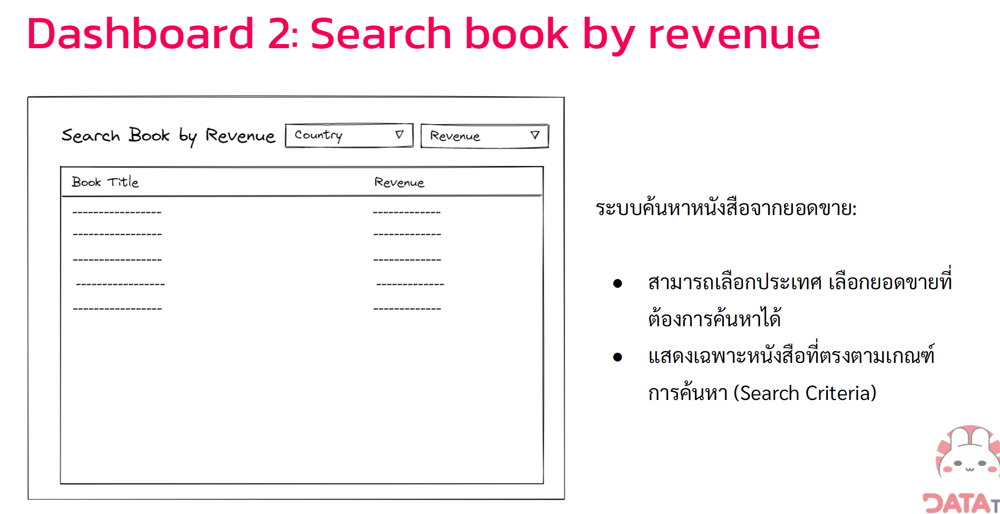 Dashboard 2: Search book by revenue
Search Book by Revenue
Country
Revenue
Book Title
Revenue
ระบบค้นหาหนังสือจากยอดขาย:
● สามารถเลือกประเทศ เลือกยอดขายที่
ต้องการค้นหาได้
● แสดงเฉพาะหนังสือที่ตรงตามเกณฑ์
การค้นหา (Search Criteria)
DATAT